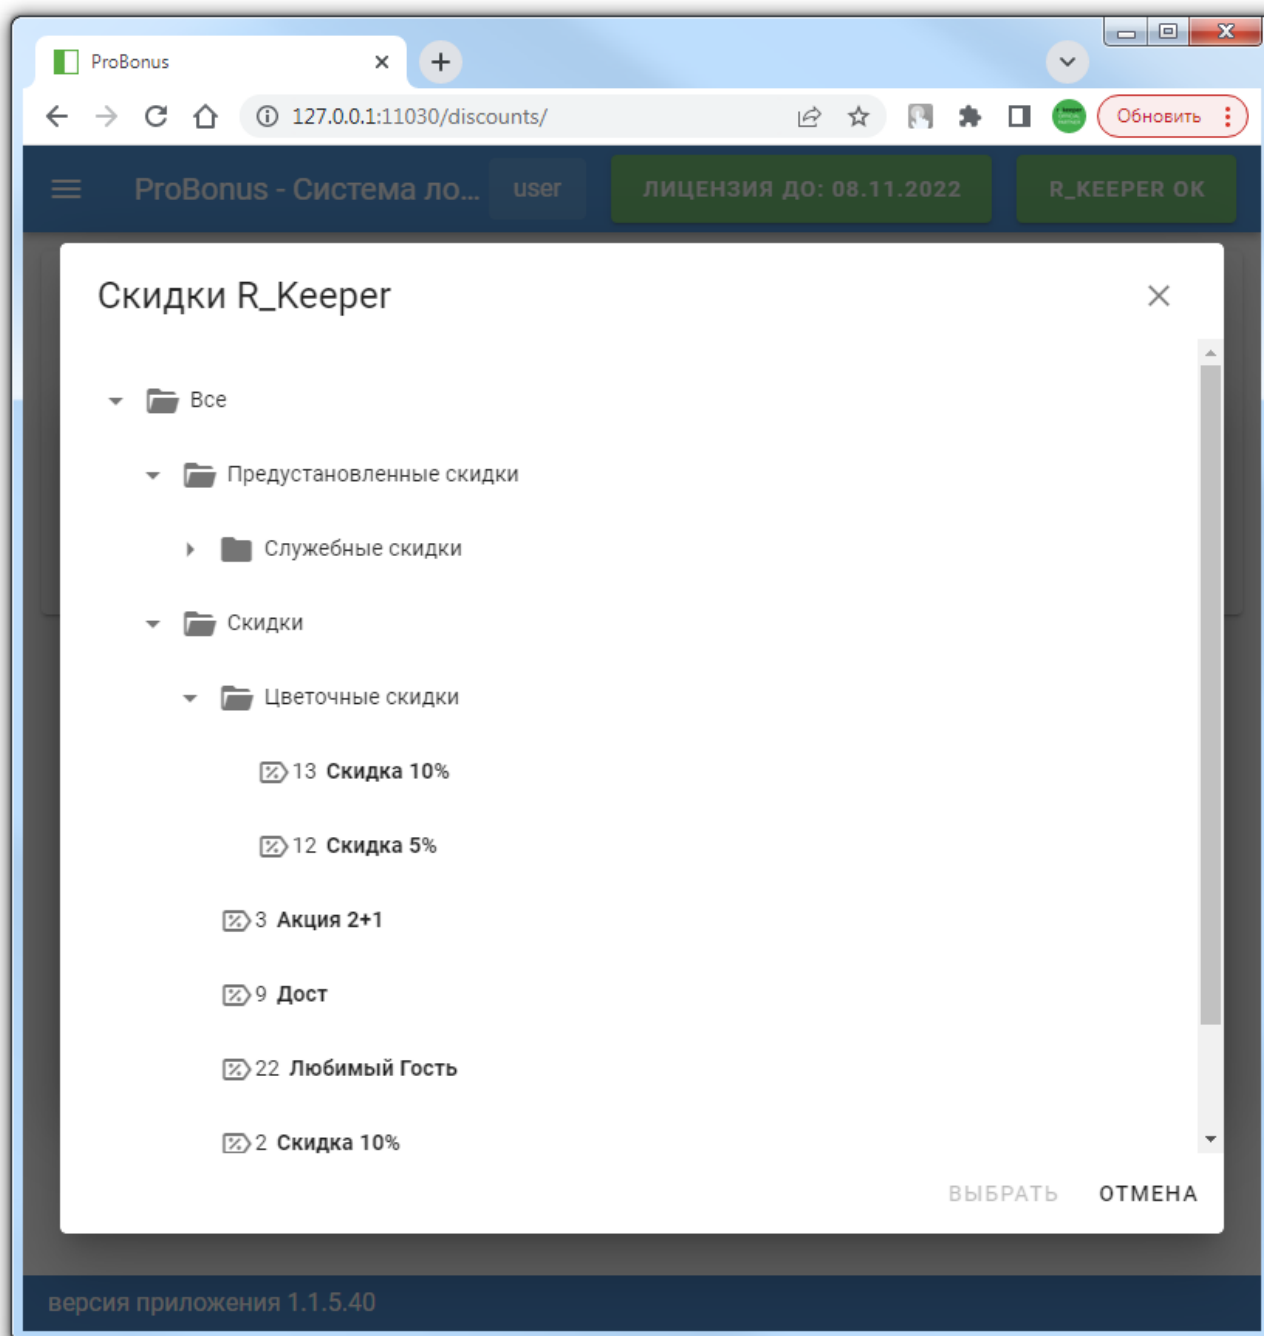 ProBonus
127.0.0.1:11030/discounts/
Обновить
ProBonus - Система ло...
user
ЛИЦЕНЗИЯ ДО: 08.11.2022
R_KEEPER OK
Скидки R_Keeper
Все
Предустановленные скидки
Служебные скидки
Скидки
Цветочные скидки
13 Скидка 10%
12 Скидка 5%
3 Акция 2+1
9 Дост
22 Любимый Гость
2 Скидка 10%
ВЫБРАТЬ
ОТМЕНА
версия приложения 1.1.5.40